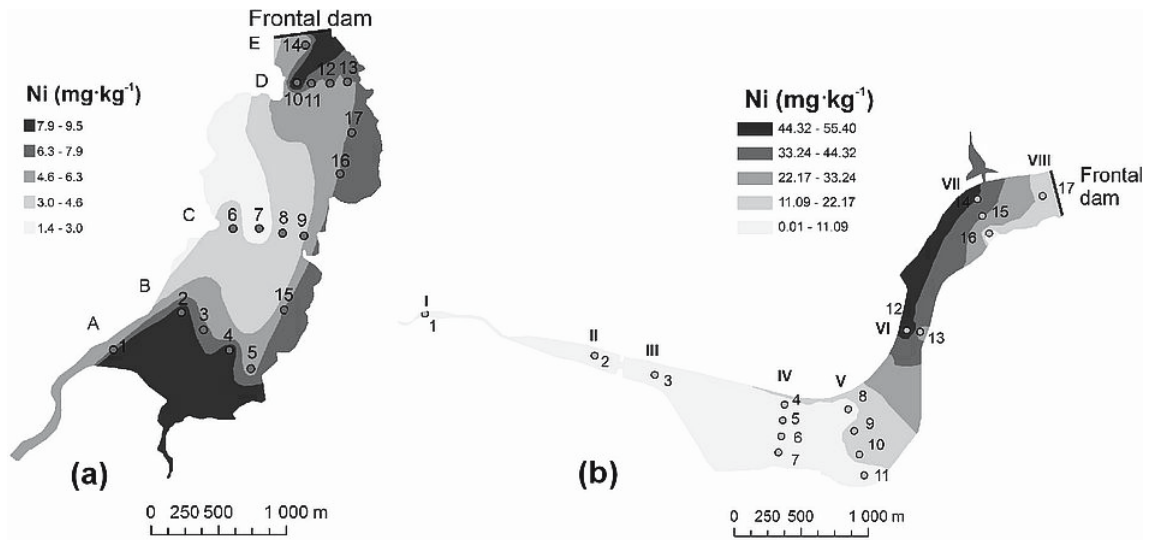 Frontal dam
E
14
D
12 13
10 11
Ni (mg·kg⁻¹)
7.9 - 9.5
6.3 - 7.9
4.6 - 6.3
3.0 - 4.6
1.4 - 3.0
17
16
C
6 7 8 9
B
2
3
15
A
1
4
5
(a)
0 250 500 1 000 m
Ni (mg·kg⁻¹)
44.32 - 55.40
33.24 - 44.32
22.17 - 33.24
11.09 - 22.17
0.01 - 11.09
VIII
VII
17 Frontal
dam
14
15
16
12
VI
13
I
1
II
2
III
3
IV
4
5
6
7
V
8
9
10
11
(b)
0 250 500 1 000 m